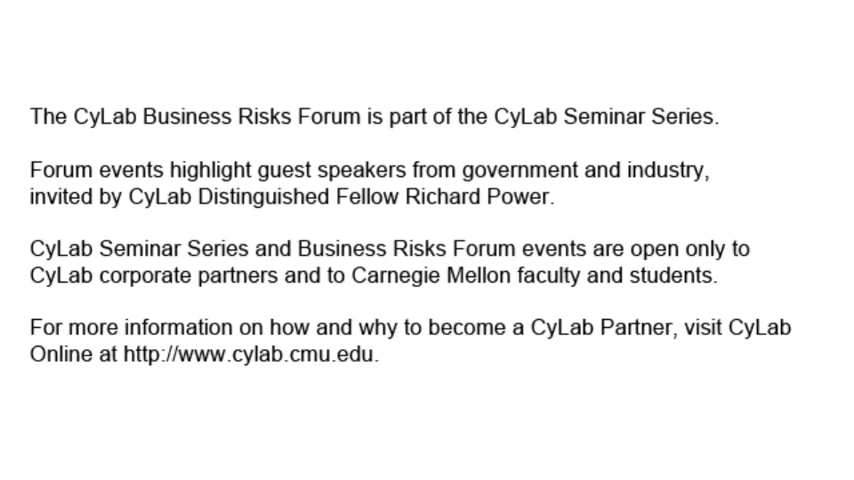 The CyLab Business Risks Forum is part of the CyLab Seminar Series.
Forum events highlight guest speakers from government and industry,
invited by CyLab Distinguished Fellow Richard Power.
CyLab Seminar Series and Business Risks Forum events are open only to
CyLab corporate partners and to Carnegie Mellon faculty and students.
For more information on how and why to become a CyLab Partner, visit CyLab
Online at http://www.cylab.cmu.edu.